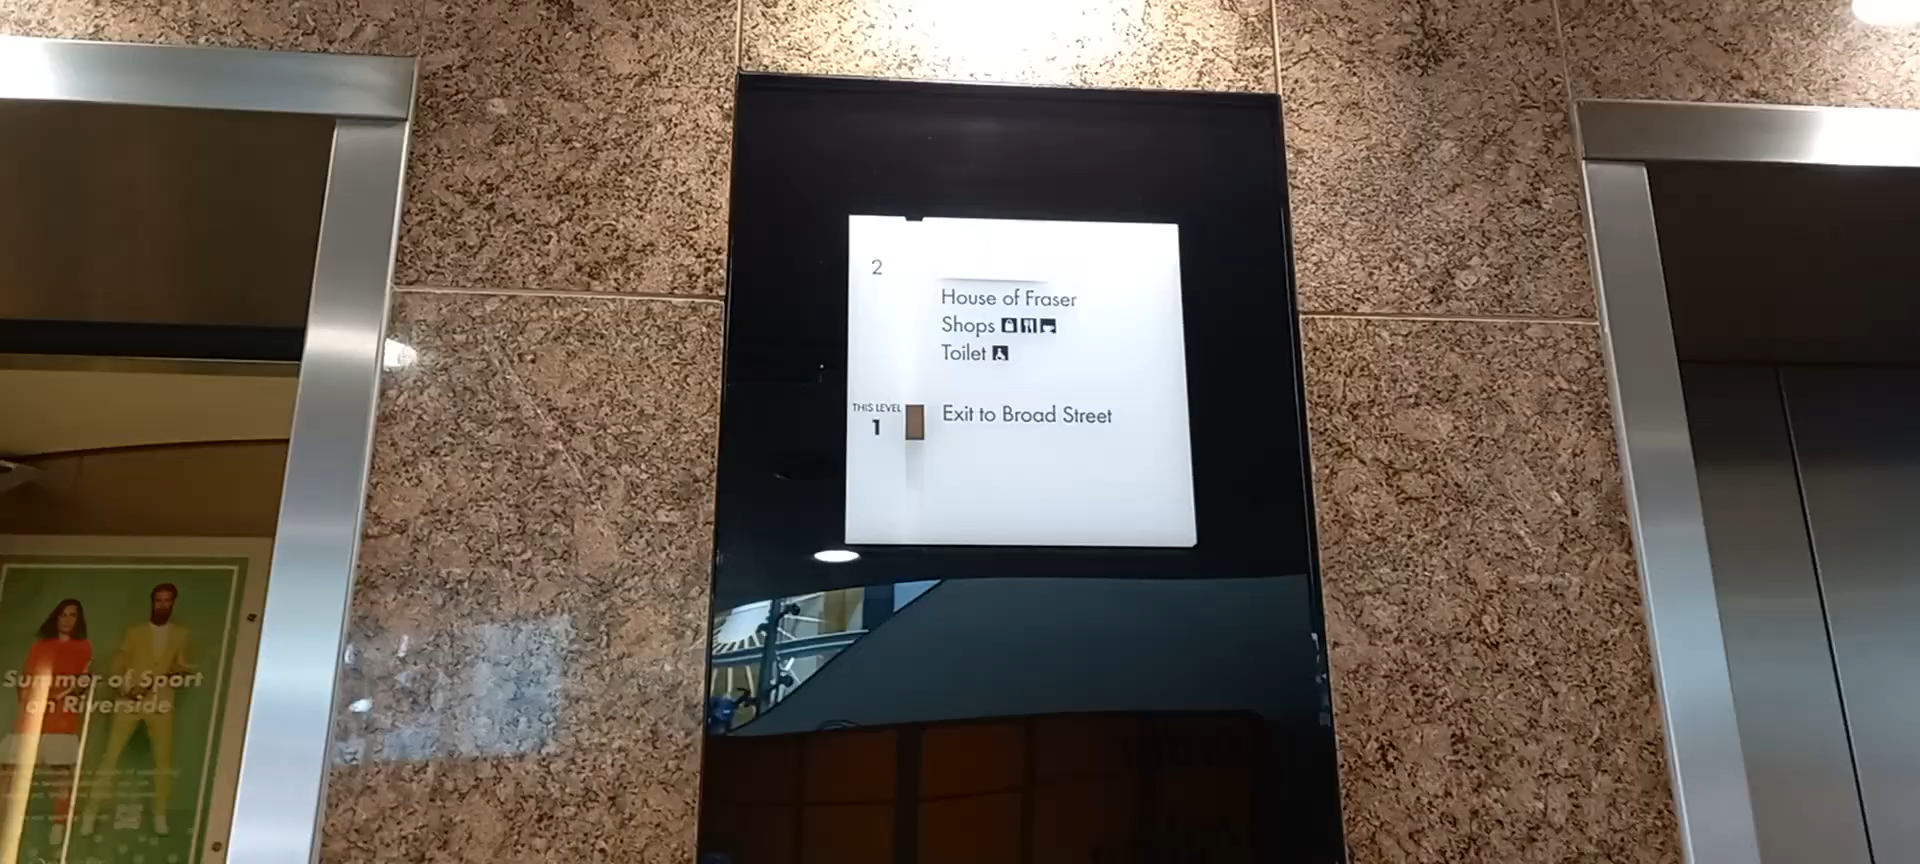 2
House of Fraser
Shops
Toilet
THIS LEVEL
1
Exit to Broad Street
Summer of Sport
on Riverside